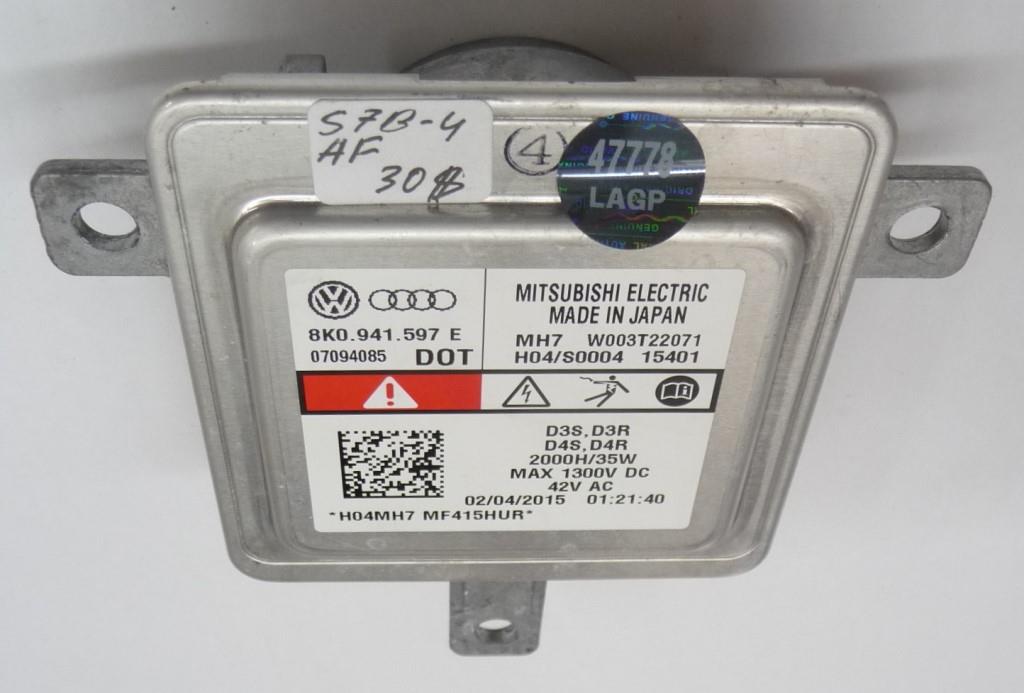 S7B-4
AF
30$
4
47778
LAGP
8K0.941.597 E
07094085 DOT
MITSUBISHI ELECTRIC
MADE IN JAPAN
MH7 W003T22071
H04/S0004 15401
D3S,D3R
D4S,D4R
2000H/35W
MAX 1300V DC
42V AC
02/04/2015 01:21:40
*H04MH7 MF415HUR*